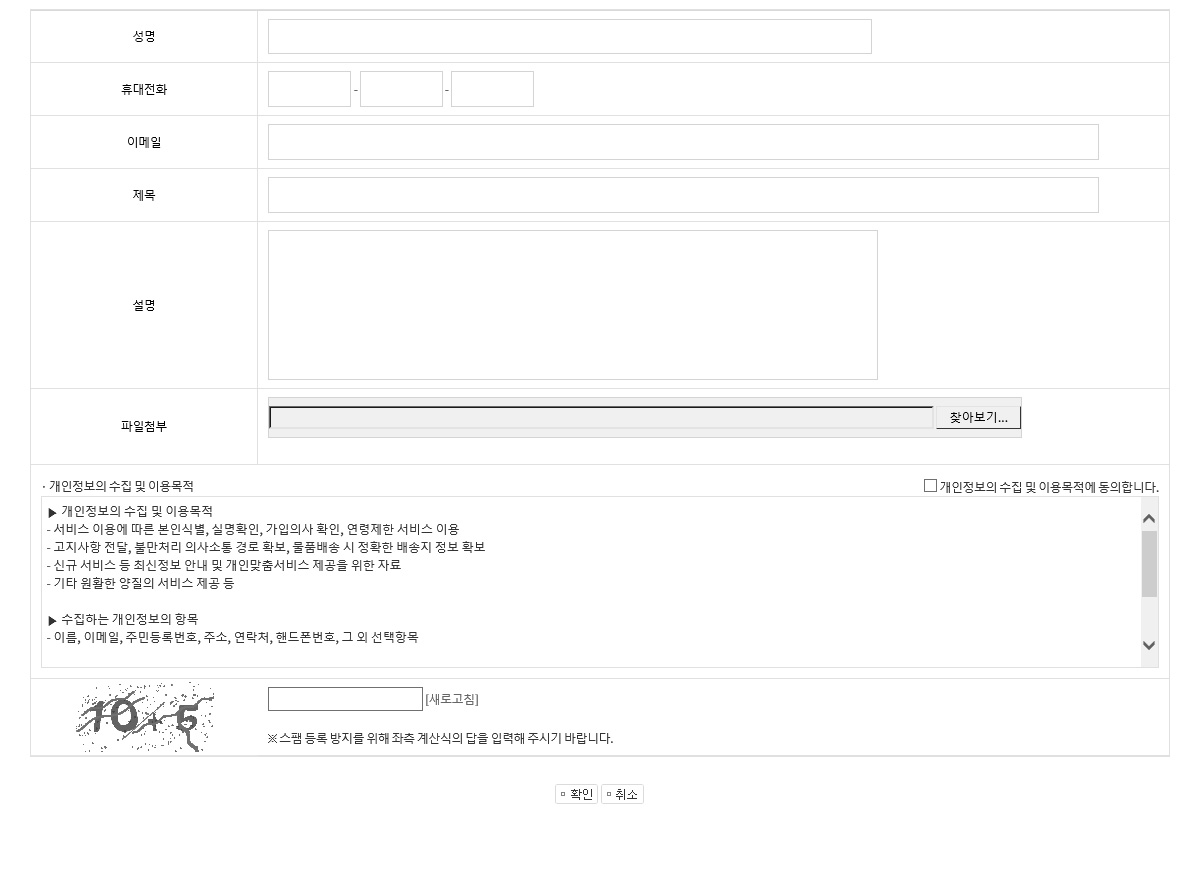 성명
휴대전화
- -
이메일
제목
설명
파일첨부
찾아보기...
· 개인정보의 수집 및 이용목적
개인정보의 수집 및 이용목적에 동의합니다.
▶ 개인정보의 수집 및 이용목적
- 서비스 이용에 따른 본인식별, 실명확인, 가입의사 확인, 연령제한 서비스 이용
- 고지사항 전달, 불만처리 의사소통 경로 확보, 물품배송 시 정확한 배송지 정보 확보
- 신규 서비스 등 최신정보 안내 및 개인맞춤서비스 제공을 위한 자료
- 기타 원활한 양질의 서비스 제공 등
▶ 수집하는 개인정보의 항목
- 이름, 이메일, 주민등록번호, 주소, 연락처, 핸드폰번호, 그 외 선택항목
10+5
[새로고침]
※ 스팸 등록 방지를 위해 좌측 계산식의 답을 입력해 주시기 바랍니다.
확인
취소